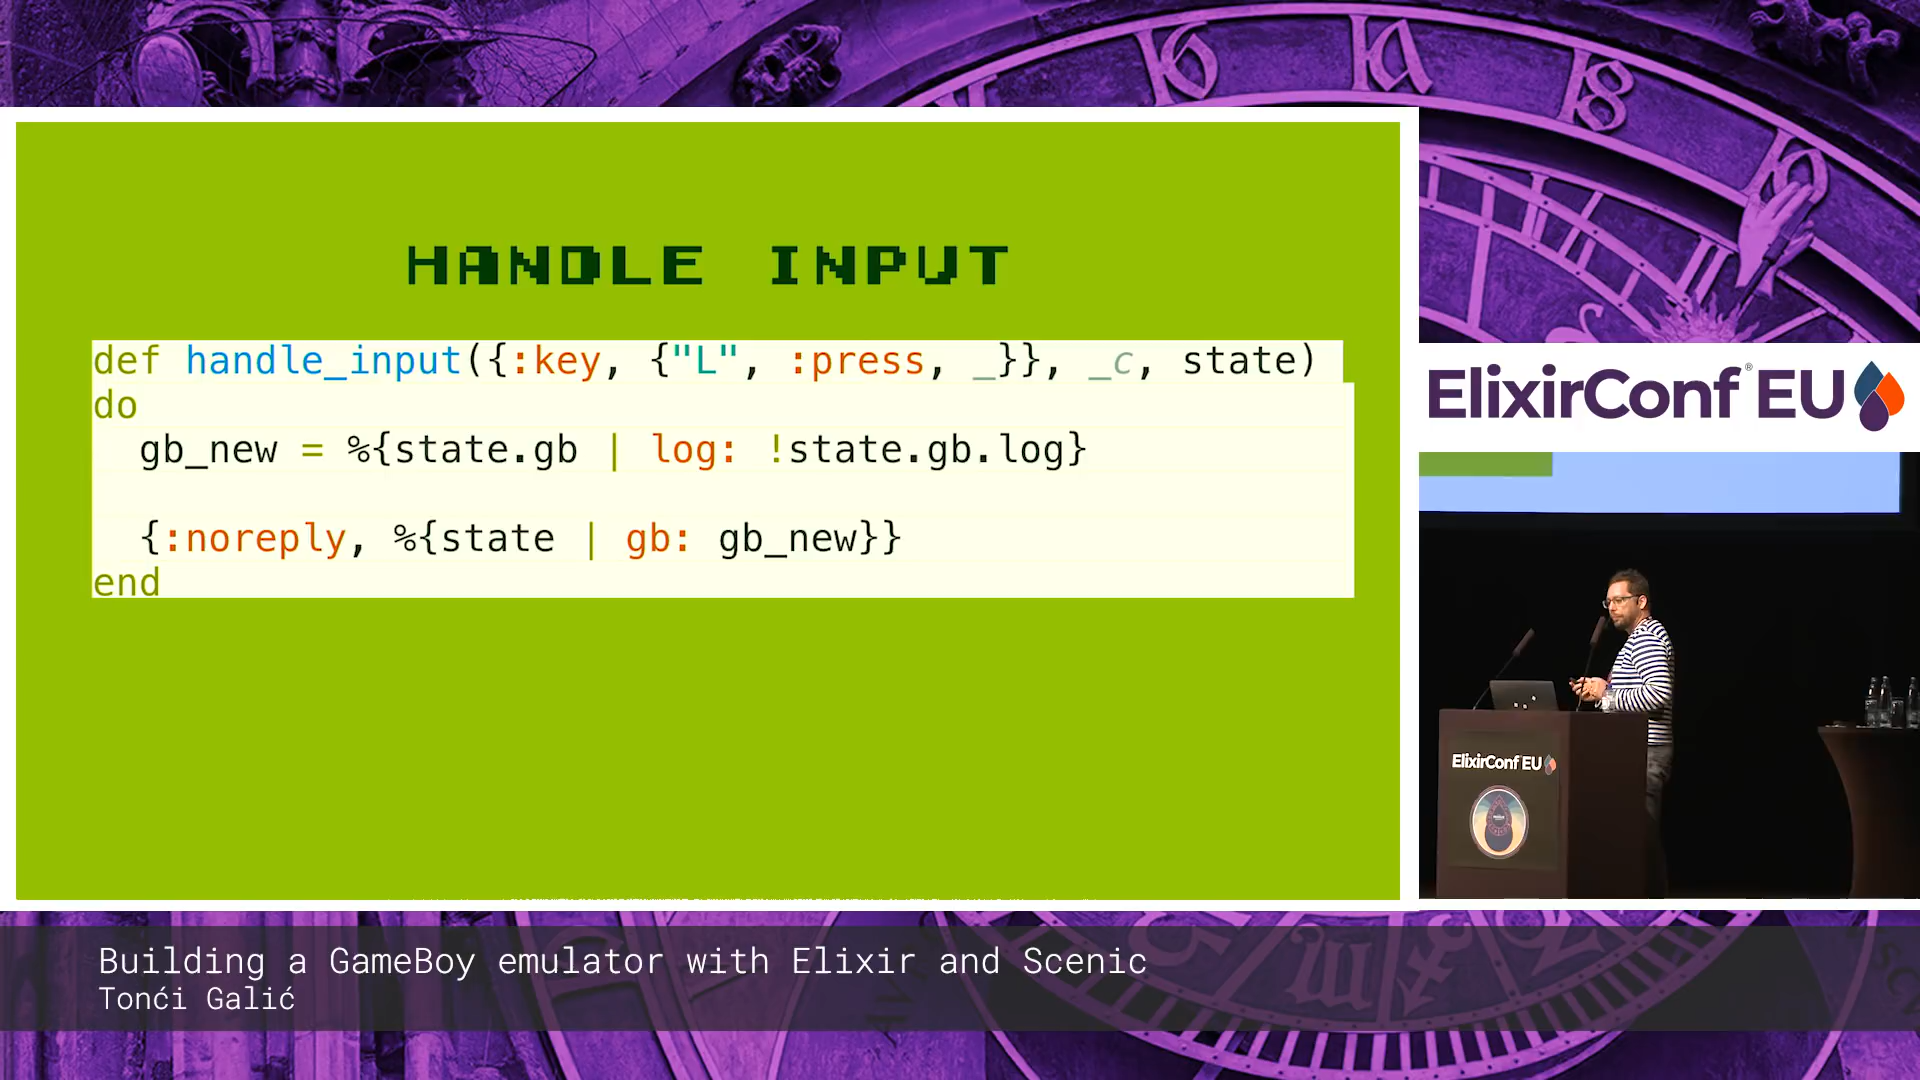 HANDLE INPUT
def handle_input({:key, {"L", :press, _}}, _c, state)
do
  gb_new = %{state.gb | log: !state.gb.log}
  {:noreply, %{state | gb: gb_new}}
end
ElixirConf® EU
ElixirConf EU
Building a GameBoy emulator with Elixir and Scenic
Tonći Galić